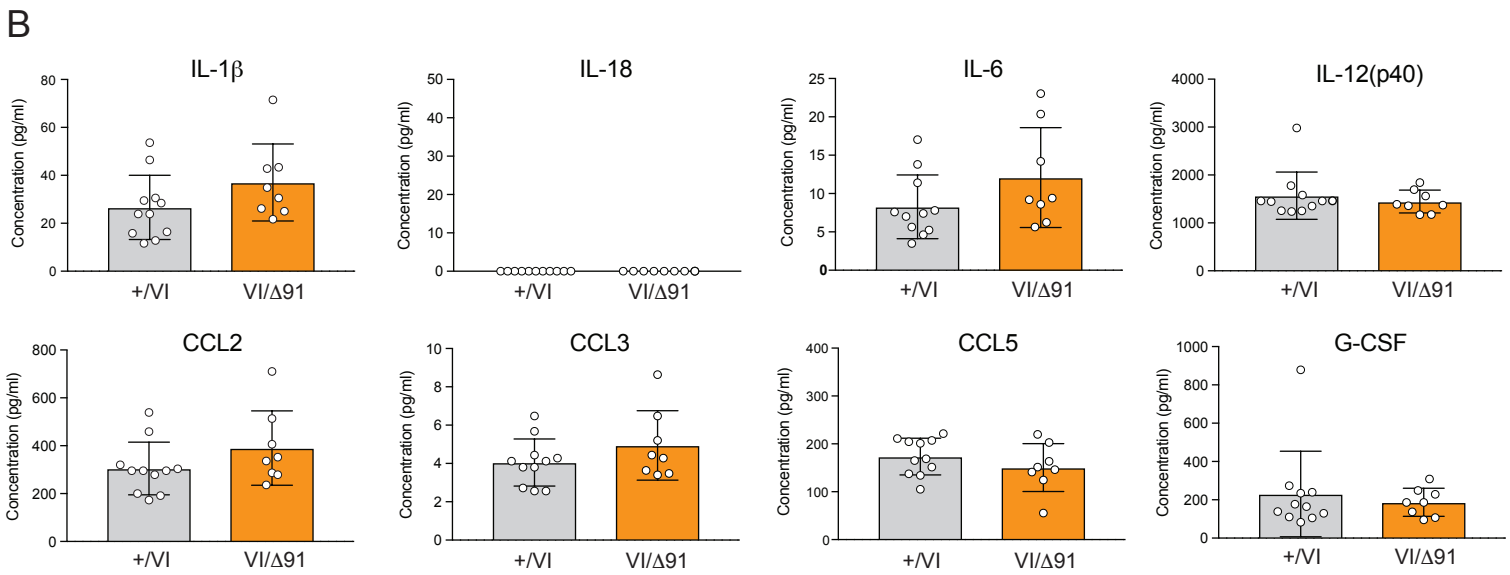 B
IL-1β
Concentration (pg/ml)
80
60
40
20
0
+/VI
VI/Δ91
IL-18
Concentration (pg/ml)
50
40
30
20
10
0
+/VI
VI/Δ91
IL-6
Concentration (pg/ml)
25
20
15
10
5
0
+/VI
VI/Δ91
IL-12(p40)
Concentration (pg/ml)
4000
3000
2000
1000
0
+/VI
VI/Δ91
CCL2
Concentration (pg/ml)
800
600
400
200
0
+/VI
VI/Δ91
CCL3
Concentration (pg/ml)
10
8
6
4
2
0
+/VI
VI/Δ91
CCL5
Concentration (pg/ml)
400
300
200
100
0
+/VI
VI/Δ91
G-CSF
Concentration (pg/ml)
1000
800
600
400
200
0
+/VI
VI/Δ91